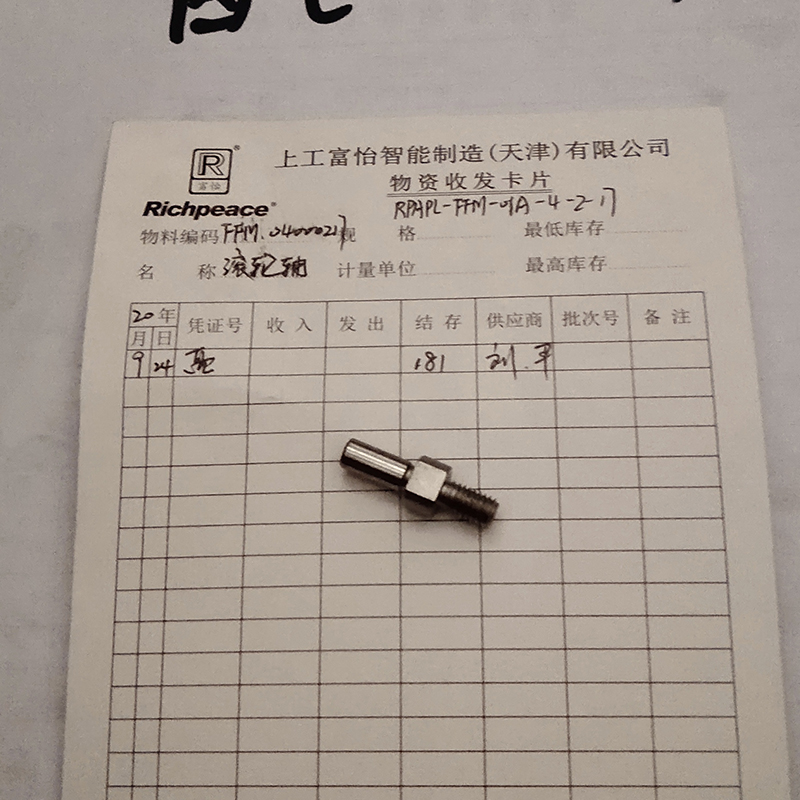 R®
富怡
Richpeace®
上工富怡智能制造(天津)有限公司
物资收发卡片
RPAPL-FFM-01A-4-2-17
物料编码 FFM.04000217 规 格 最低库存
名 称 滚轮轴 计量单位 最高库存
20年 凭证号 收入 发出 结存 供应商 批次号 备注
月 日
9 24 181